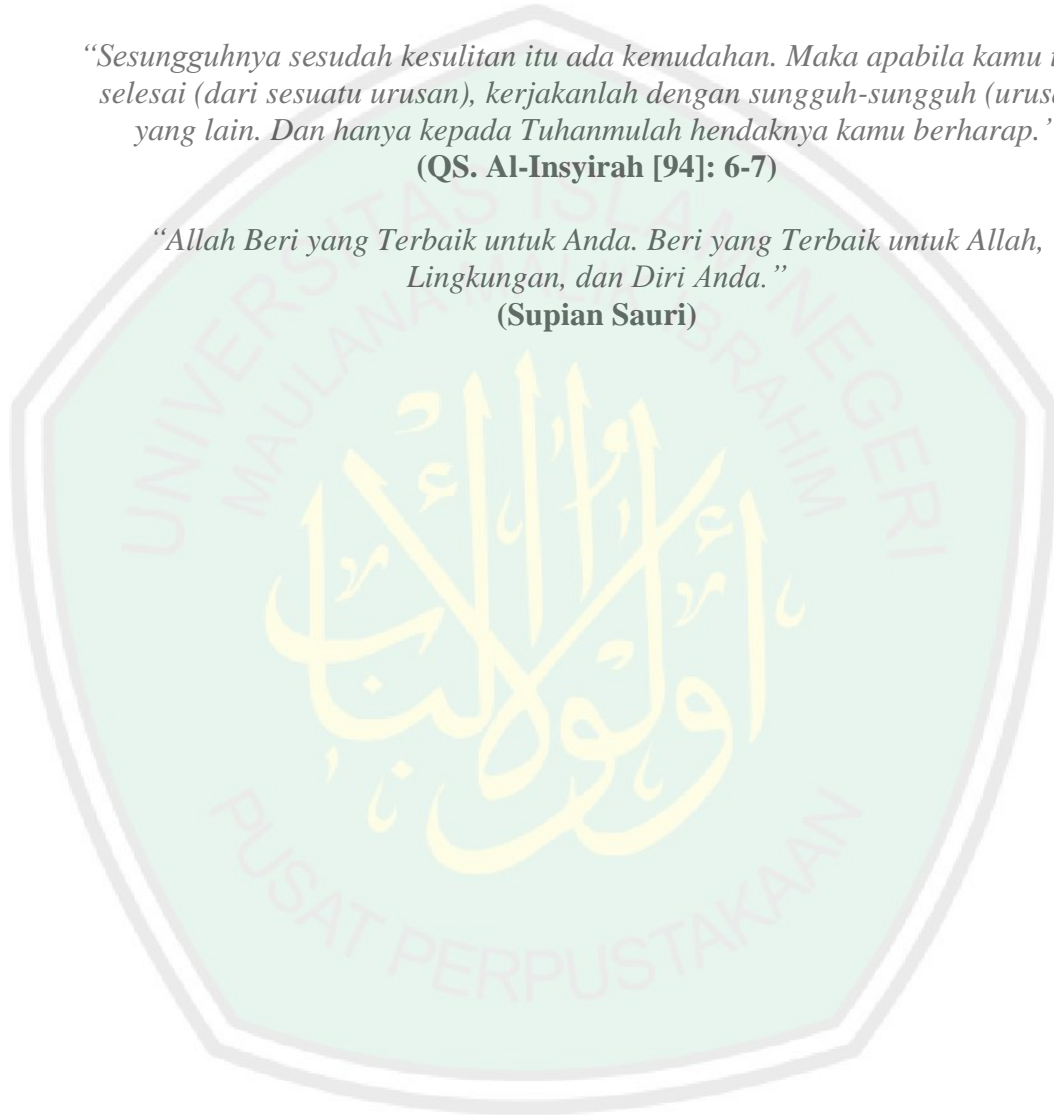 “Sesungguhnya sesudah kesulitan itu ada kemudahan. Maka apabila kamu
selesai (dari sesuatu urusan), kerjakanlah dengan sungguh-sungguh
yang lain. Dan hanya kepada Tuhanmulah hendaknya kamu berharap.”
(QS. Al-Insyirah [94]: 6-7)
“Allah Beri yang Terbaik untuk Anda. Beri yang Terbaik untuk Allah,
Lingkungan, dan Diri Anda.”
(Supian Sauri)
UNIVERSITAS ISLAM NEGERI
MAULANA MALIK IBRAHIM
أولوا الألباب
PUSAT PERPUSTAKAAN